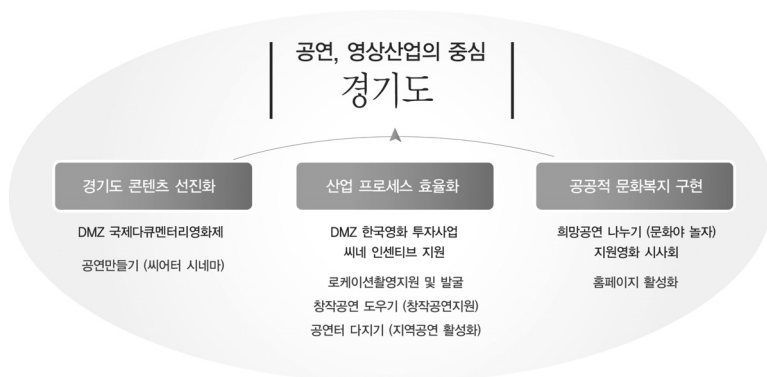 공연, 영상산업의 중심
경기도
경기도 콘텐츠 선진화
DMZ 국제다큐멘터리영화제
공연만들기 (씨어터 시네마)
산업 프로세스 효율화
DMZ 한국영화 투자사업
씨네 인센티브 지원
로케이션촬영지원 및 발굴
창작공연 도우기 (창작공연지원)
공연터 다지기 (지역공연 활성화)
공공적 문화복지 구현
희망공연 나누기 (문화야 놀자)
지원영화 시사회
홈페이지 활성화